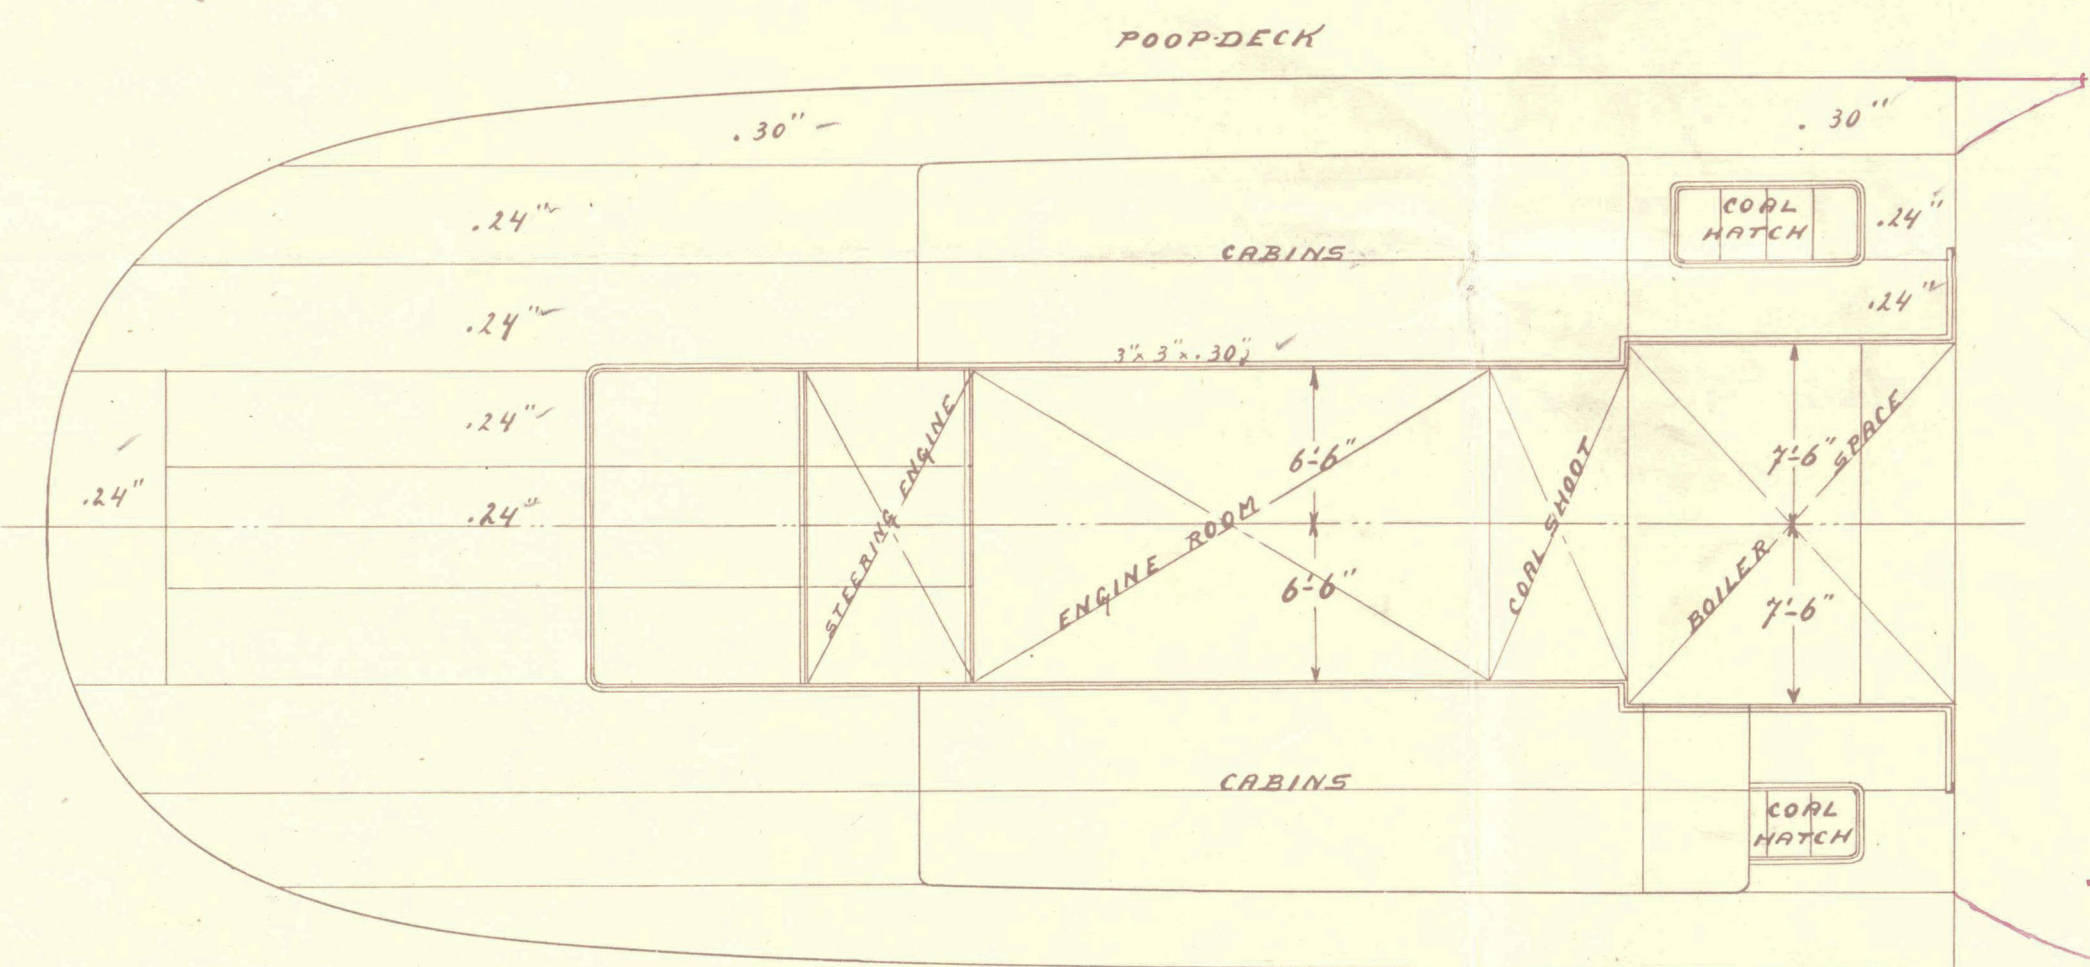 POOP-DECK
.30"
.30"
.24"
COAL
HATCH
.24"
CABINS
.24"
.24"
3"x 3"x .30"
.24"
6'-6"
7'-6"
SPACE
.24"
.24"
STEERING ENGINE
ENGINE ROOM
COAL SHOOT
BOILER
6'-6"
7'-6"
CABINS
COAL
HATCH